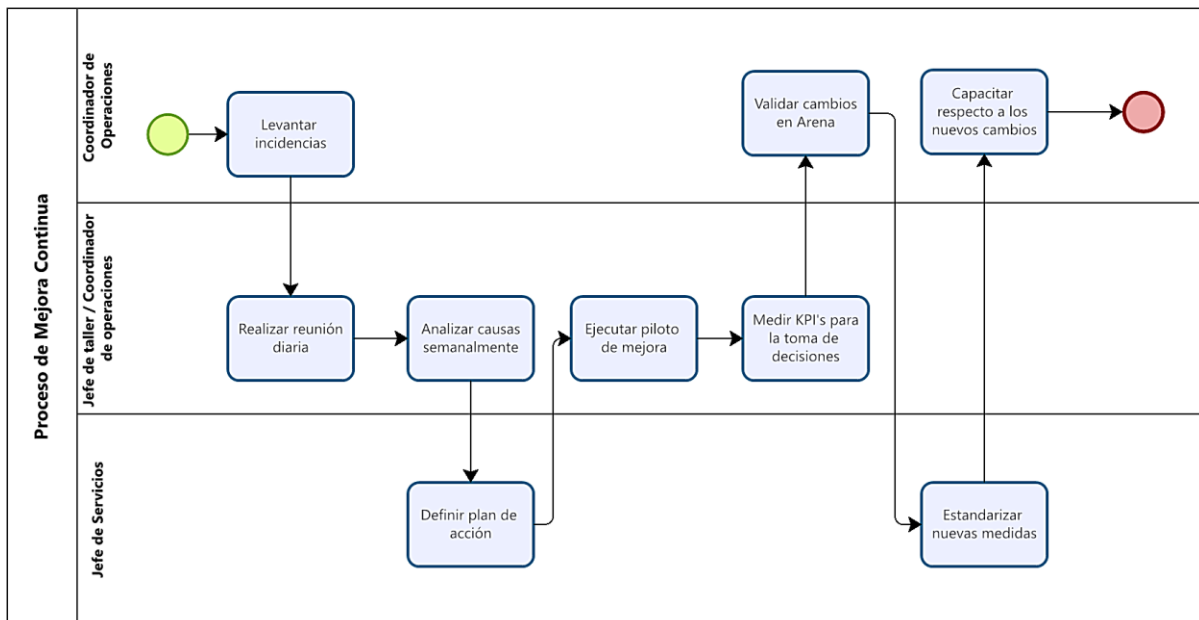 Proceso de Mejora Continua
Coordinador de
Operaciones
Levantar
incidencias
Validar cambios
en Arena
Capacitar
respecto a los
nuevos cambios
Jefe de taller / Coordinador
de operaciones
Realizar reunión
diaria
Analizar causas
semanalmente
Ejecutar piloto
de mejora
Medir KPI's para
la toma de
decisiones
Jefe de Servicios
Definir plan de
acción
Estandarizar
nuevas medidas